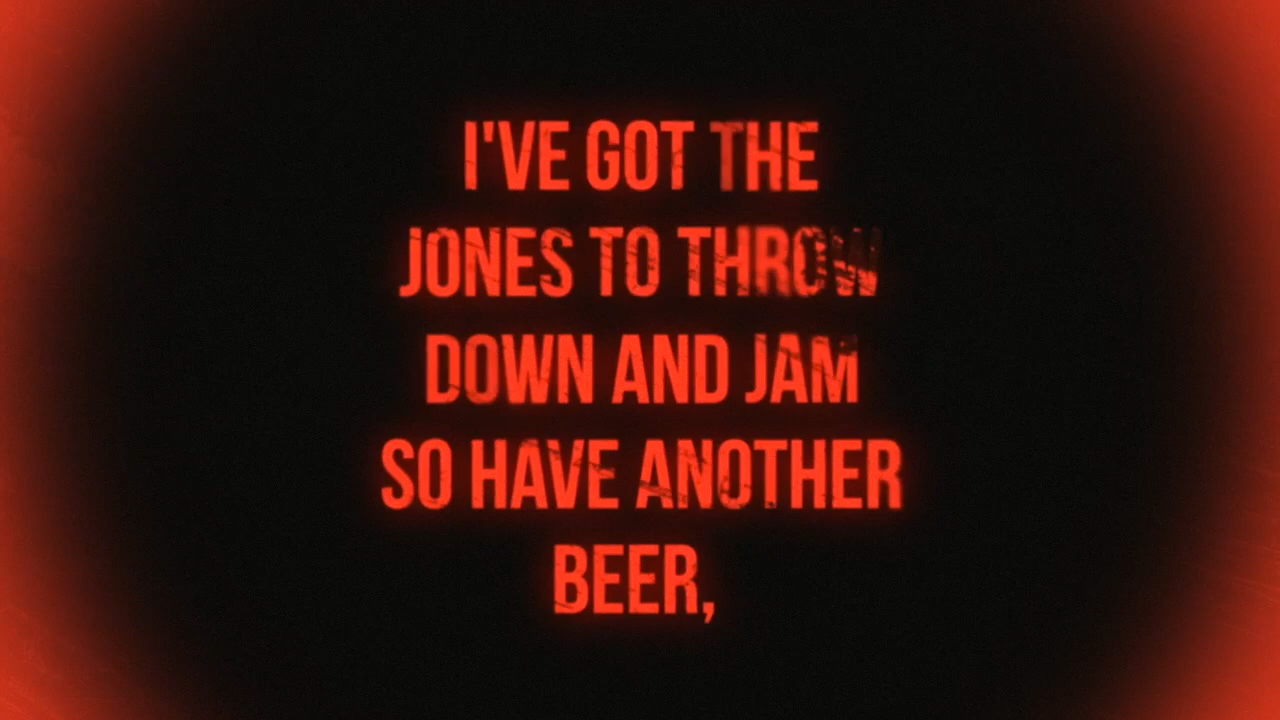 I'VE GOT THE
JONES TO THROW
DOWN AND JAM
SO HAVE ANOTHER
BEER,